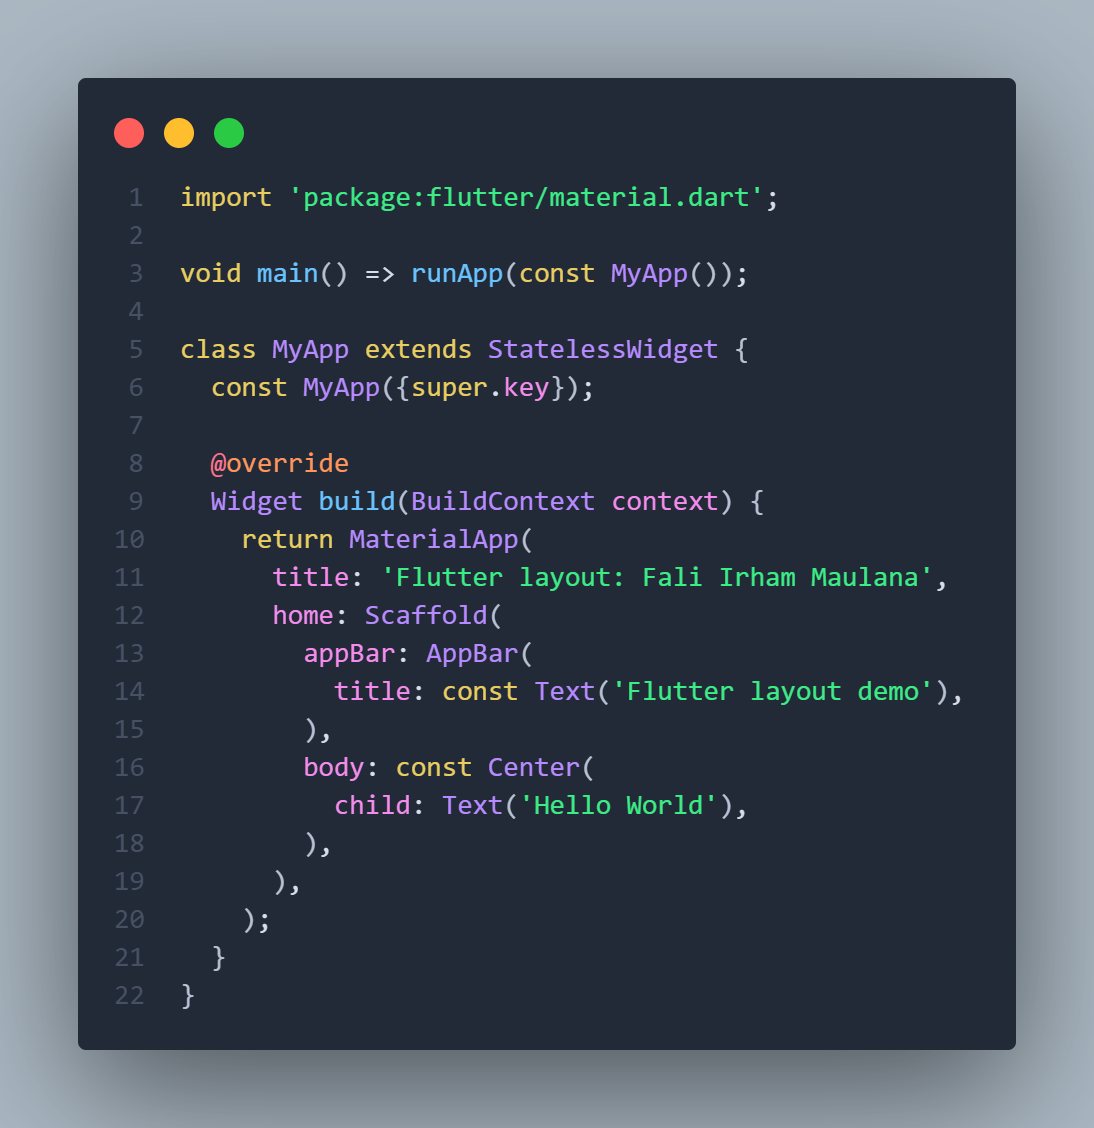 1 import 'package:flutter/material.dart';
2
3 void main() => runApp(const MyApp());
4
5 class MyApp extends StatelessWidget {
6   const MyApp({super.key});
7
8   @override
9   Widget build(BuildContext context) {
10     return MaterialApp(
11       title: 'Flutter layout: Fali Irham Maulana',
12       home: Scaffold(
13         appBar: AppBar(
14           title: const Text('Flutter layout demo'),
15         ),
16         body: const Center(
17           child: Text('Hello World'),
18         ),
19       ),
20     );
21   }
22 }